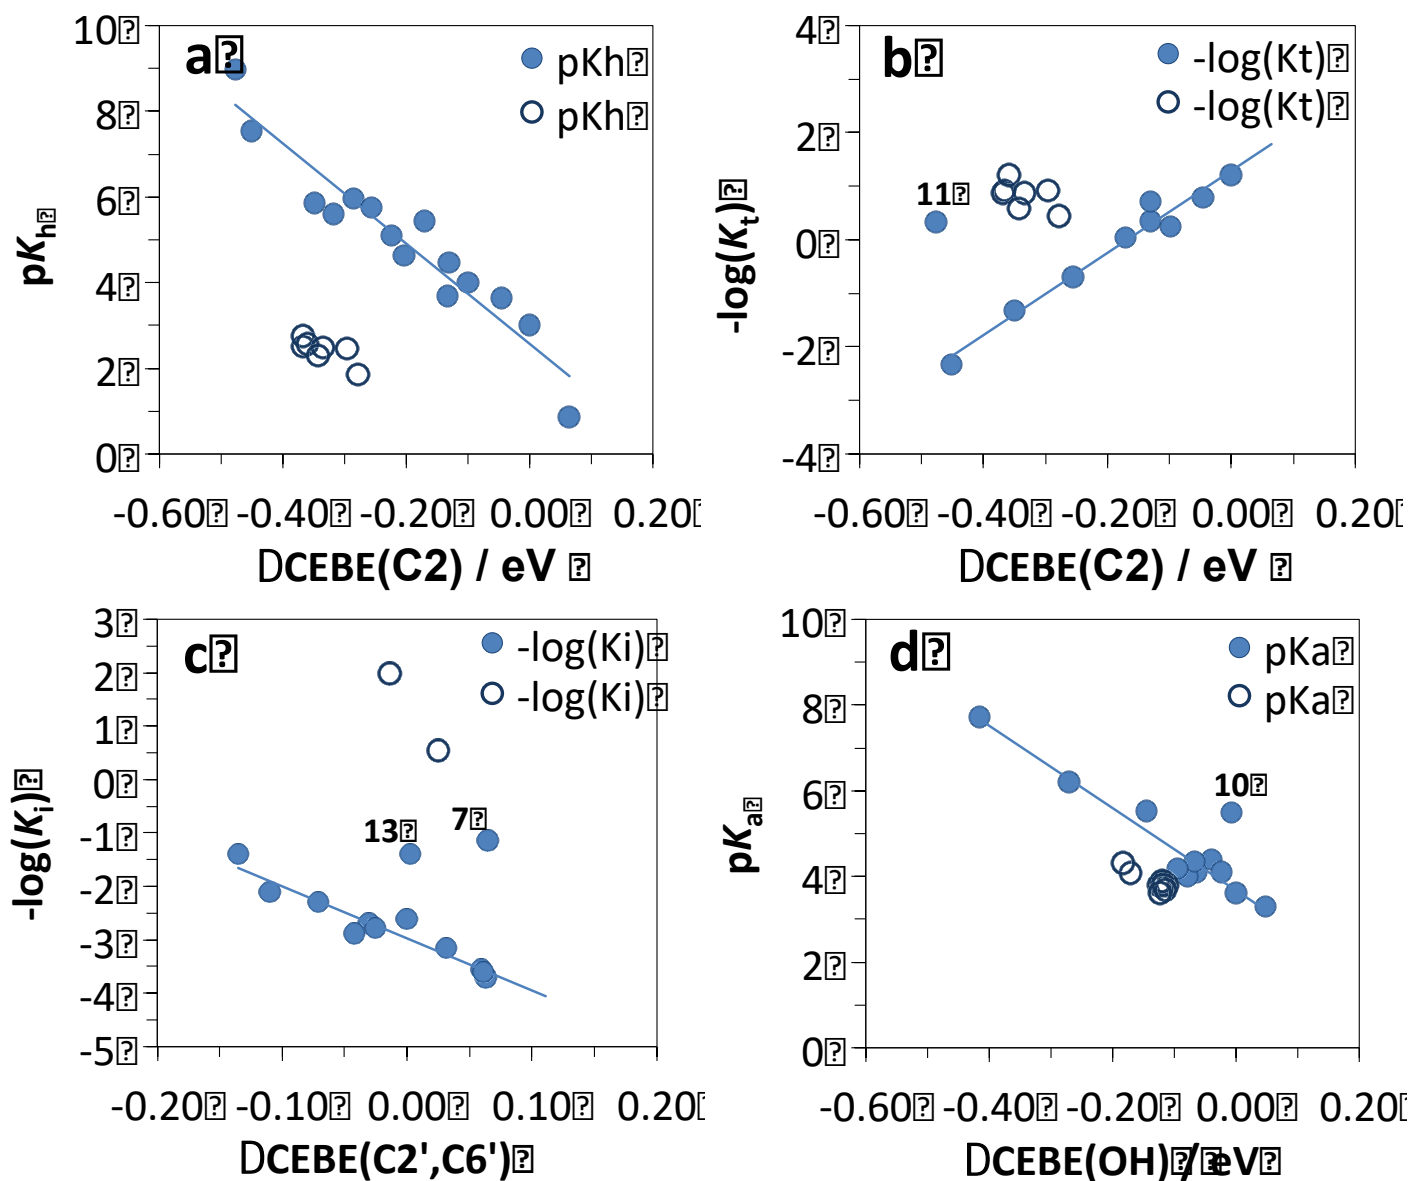 10⍰
a⍰
pKh⍰
pKh⍰
8⍰
6⍰
4⍰
2⍰
0⍰
pKh⍰
-0.60⍰ -0.40⍰ -0.20⍰ 0.00⍰ 0.20
DCEBE(C2) / eV ⍰
4⍰
b⍰
-log(Kt)⍰
-log(Kt)⍰
2⍰
11⍰
0⍰
-2⍰
-4⍰
-log(Kt)⍰
-0.60⍰ -0.40⍰ -0.20⍰ 0.00⍰ 0.20
DCEBE(C2) / eV ⍰
3⍰
c⍰
-log(Ki)⍰
-log(Ki)⍰
2⍰
1⍰
0⍰
13⍰
7⍰
-1⍰
-2⍰
-3⍰
-4⍰
-5⍰
-log(Ki)⍰
-0.20⍰ -0.10⍰ 0.00⍰ 0.10⍰ 0.20
DCEBE(C2',C6')⍰
10⍰
d⍰
pKa⍰
pKa⍰
8⍰
10⍰
6⍰
4⍰
2⍰
0⍰
pKa⍰
-0.60⍰ -0.40⍰ -0.20⍰ 0.00⍰ 0.20
DCEBE(OH)⍰/⍰eV⍰